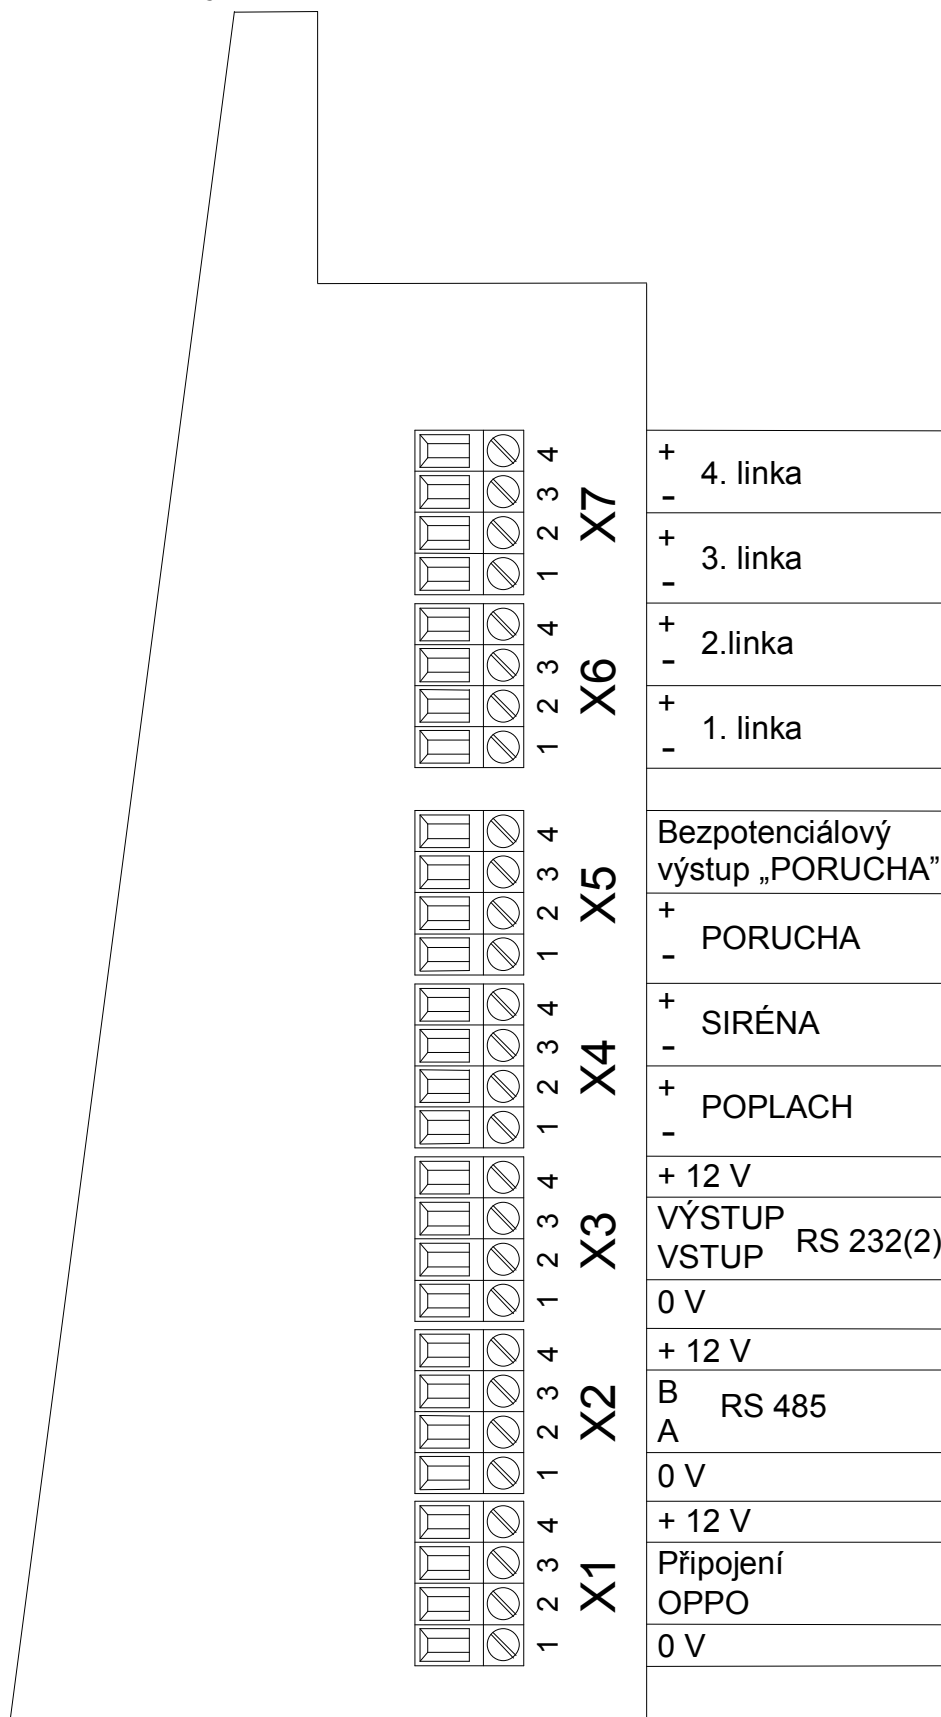 4
3
X7
2
1
+
4. linka
-
+
3. linka
-
4
3
X6
2
1
+
2.linka
-
+
1. linka
-
4
3
X5
2
1
Bezpotenciálový
výstup „PORUCHA”
+
PORUCHA
-
4
3
X4
2
1
+
SIRÉNA
-
+
POPLACH
-
4
3
X3
2
1
+ 12 V
VÝSTUP
VSTUP
RS 232(2)
0 V
4
3
X2
2
1
+ 12 V
B
A
RS 485
0 V
4
3
X1
2
1
+ 12 V
Připojení
OPPO
0 V